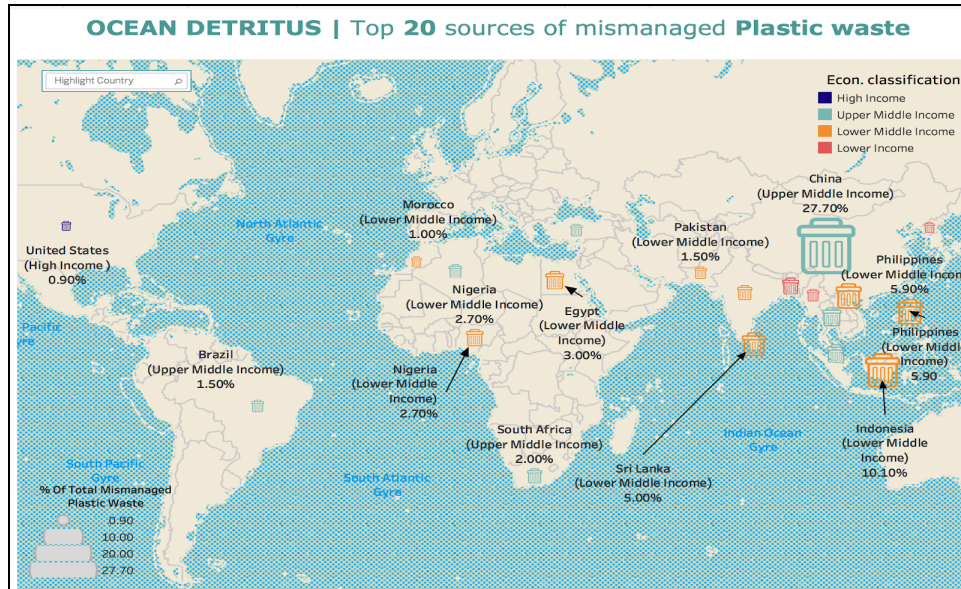 OCEAN DETRITUS | Top 20 sources of mismanaged Plastic waste
Highlight Country
Econ. classification
High Income
Upper Middle Income
Lower Middle Income
Lower Income
China
(Upper Middle Income)
27.70%
Morocco
(Lower Middle Income)
1.00%
North Atlantic
Gyre
Pakistan
(Lower Middle Income)
1.50%
United States
(High Income )
0.90%
Philippines
(Lower Middle Incom
5.90%
Nigeria
(Lower Middle Income)
2.70%
Egypt
(Lower Middle
Income)
3.00%
Pacific
yre
Philippines
(Lower Middle
Income)
5.90
Brazil
(Upper Middle Income)
1.50%
Nigeria
(Lower Middle
Income)
2.70%
South Africa
(Upper Middle Income)
2.00%
Indian Ocean
Gyre
Indonesia
(Lower Middle
Income)
10.10%
Sri Lanka
(Lower Middle Income)
5.00%
South Pacific
Gyre
South Atlantic
Gyre
% Of Total Mismanaged
Plastic Waste
0.90
10.00
20.00
27.70